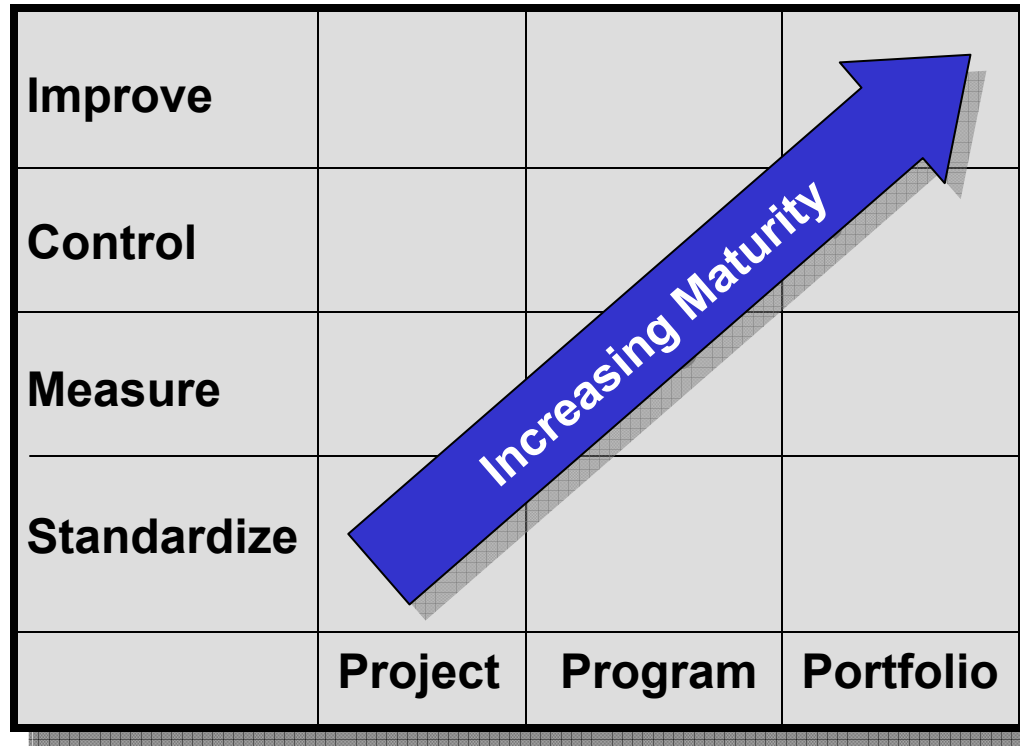 Improve
Control
Increasing Maturity
Measure
Standardize
Project Program Portfolio